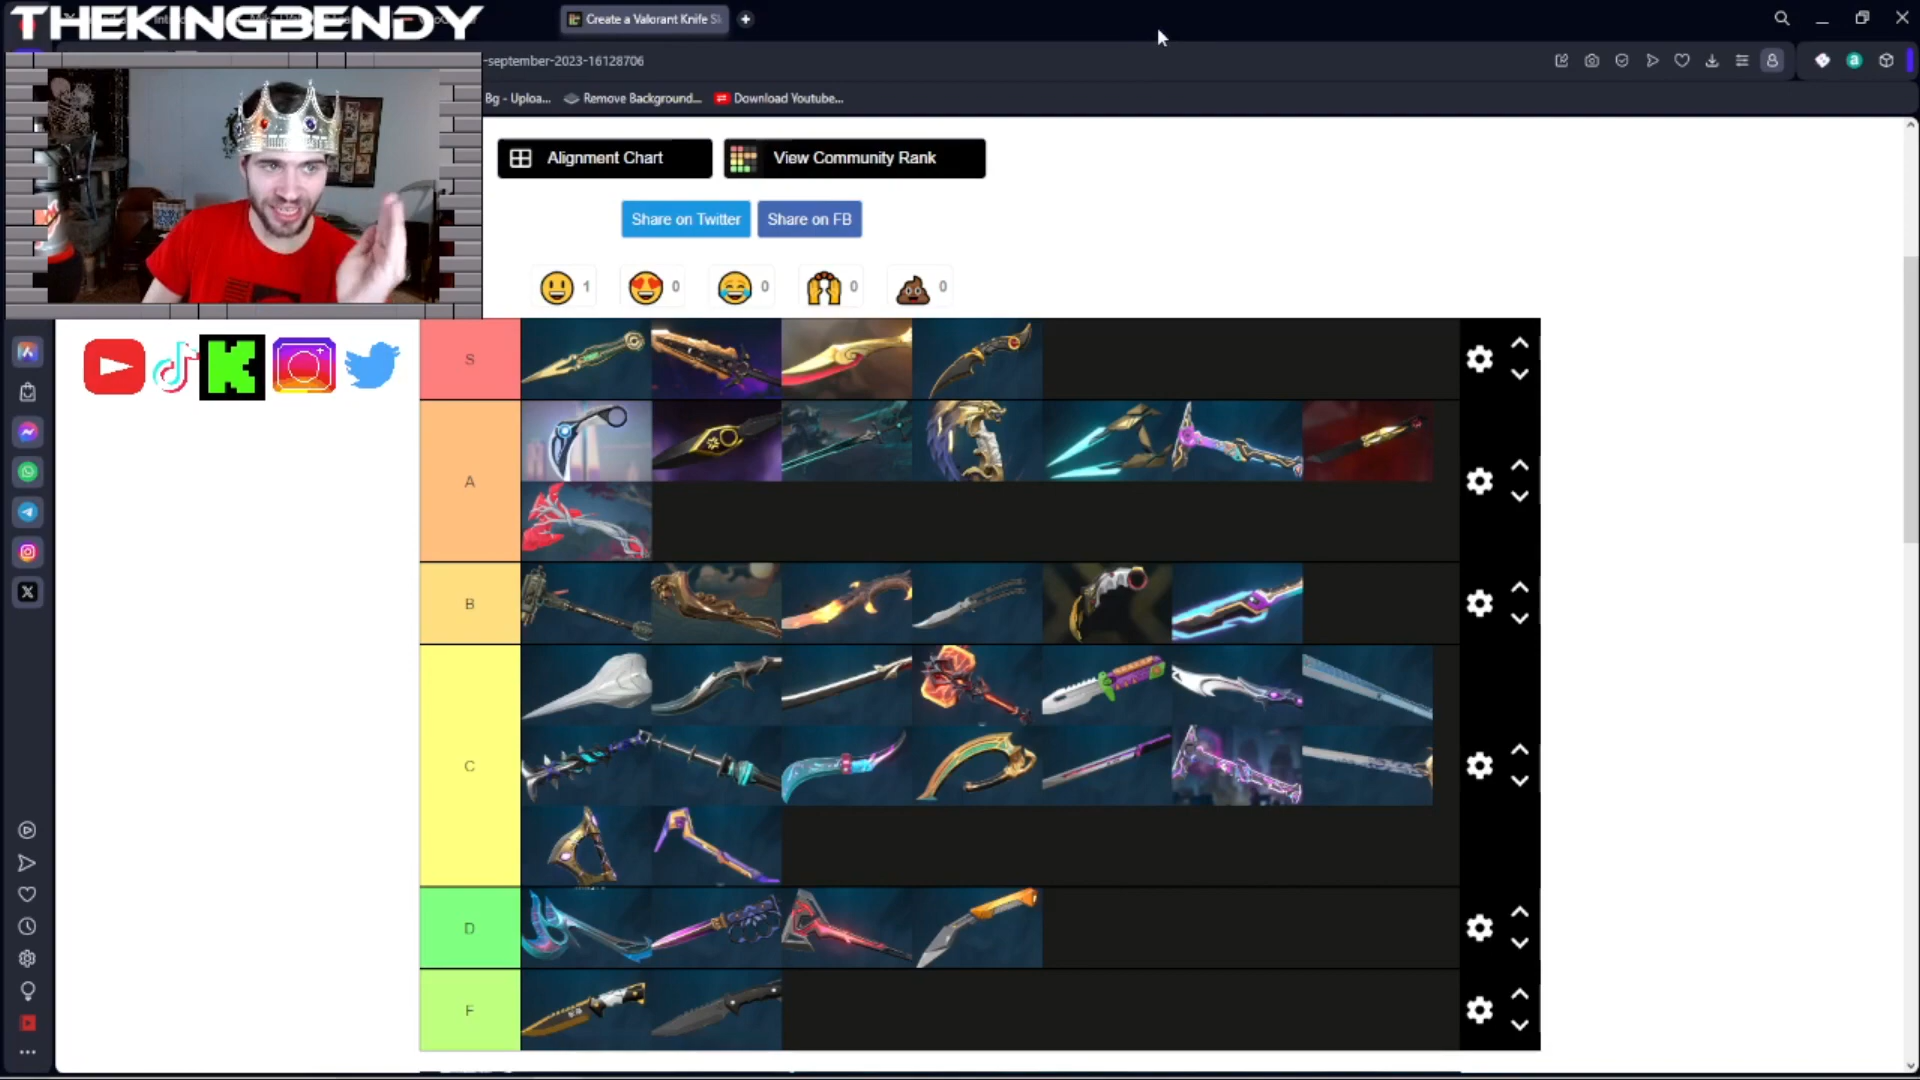 THEKINGBENDY
Create a Valorant Knife Sk
-september-2023-16128706
Bg - Uploa...
Remove Background...
Download Youtube...
Alignment Chart
View Community Rank
Share on Twitter
Share on FB
1
0
0
0
0
S
A
B
C
D
F